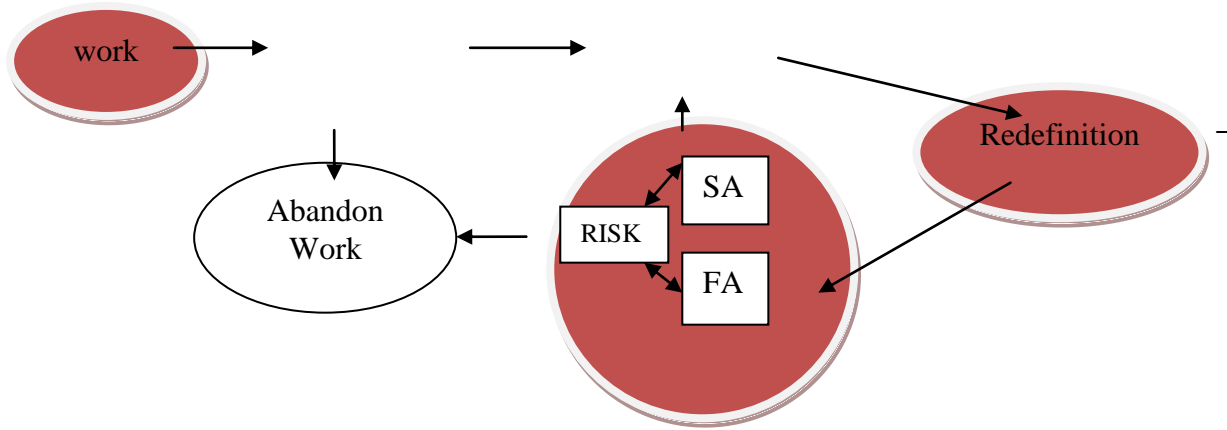 work
Redefinition
Abandon
Work
SA
RISK
FA